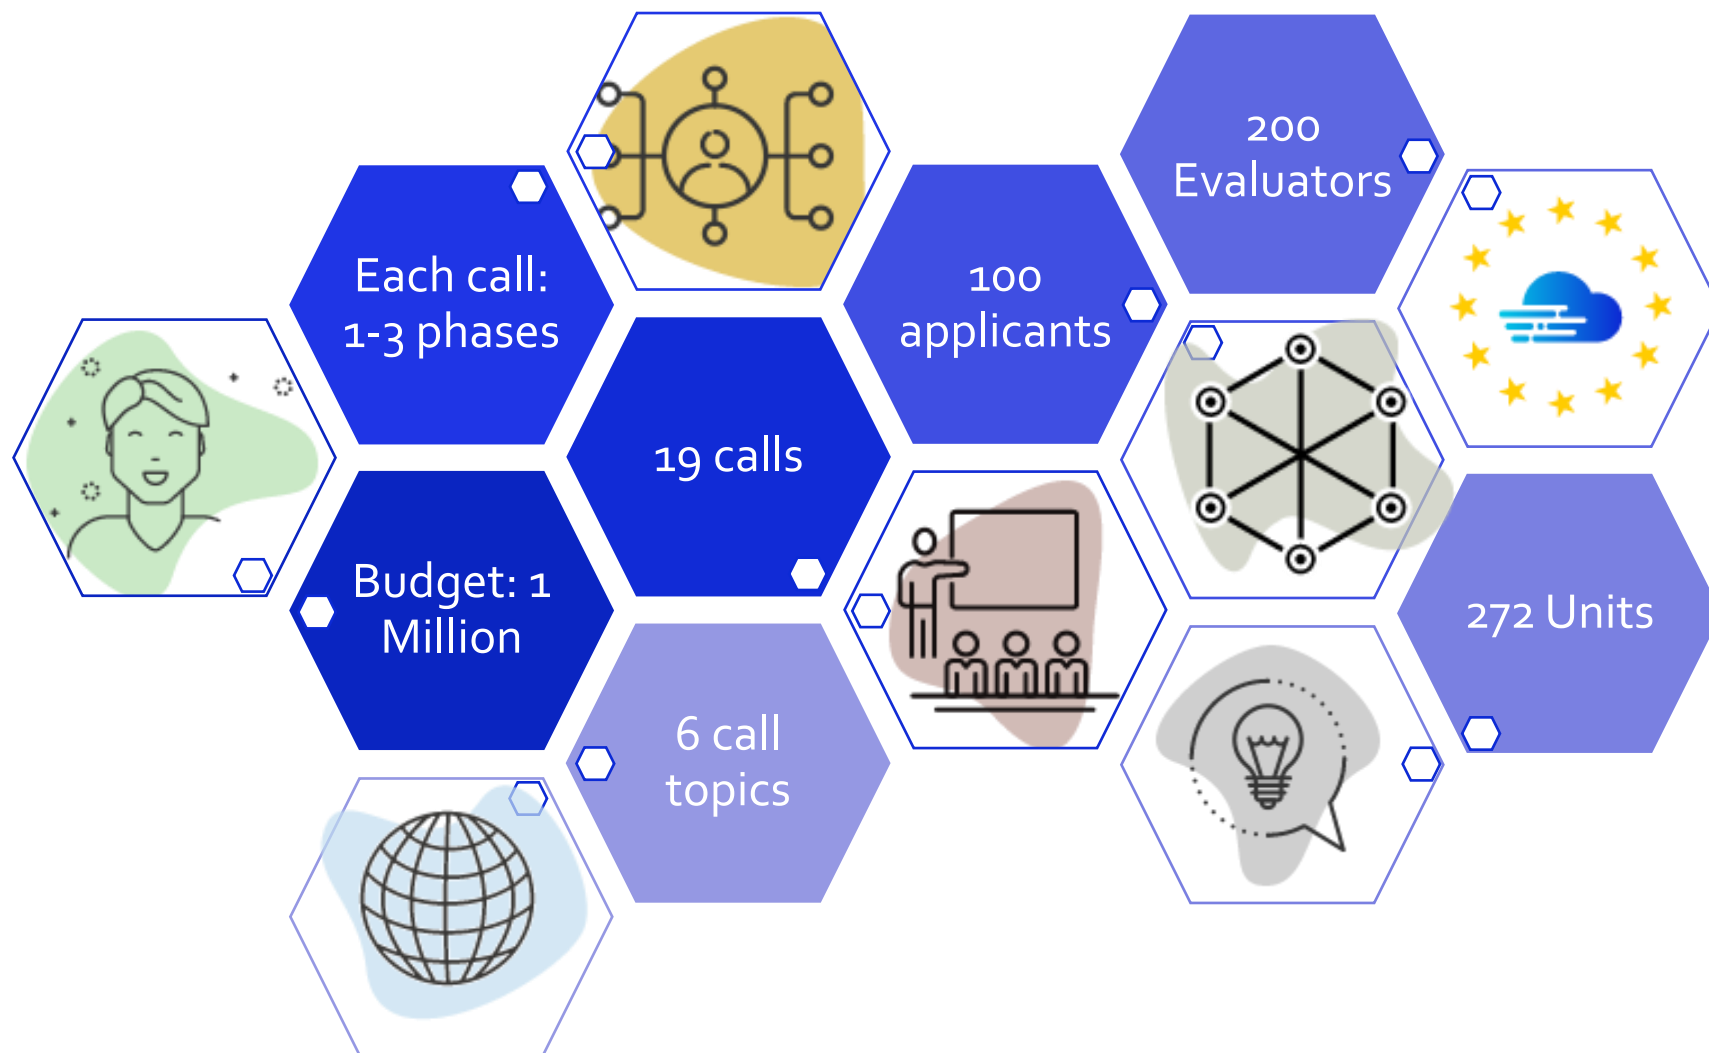 Each call:
1-3 phases
Budget: 1
Million
19 calls
6 call
topics
100
applicants
200
Evaluators
272 Units